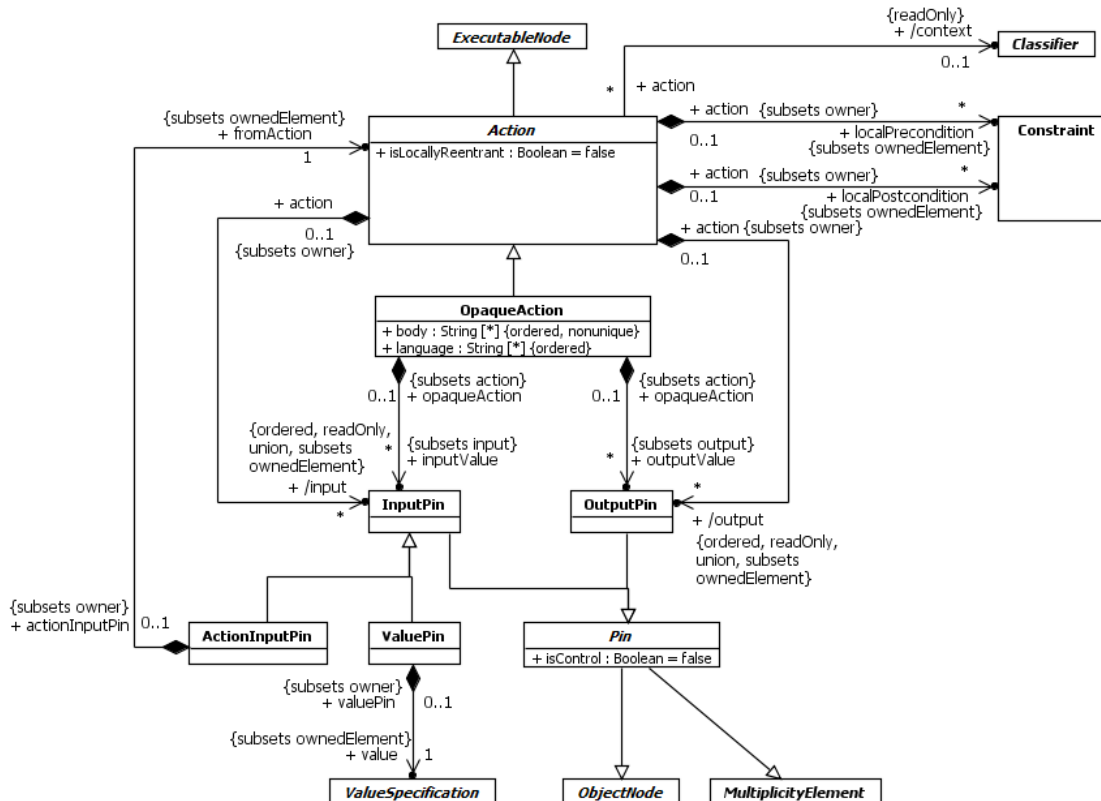 {readOnly}
+ /context
ExecutableNode
Classifier
0..1
*
+ action
{subsets ownedElement}
+ fromAction
1
Action
+ isLocallyReentrant : Boolean = false
+ action {subsets owner}
*
0..1
+ localPrecondition
{subsets ownedElement}
Constraint
+ action {subsets owner}
*
0..1
+ localPostcondition
{subsets ownedElement}
+ action
0..1
{subsets owner}
+ action {subsets owner}
0..1
OpaqueAction
+ body : String [*] {ordered, nonunique}
+ language : String [*] {ordered}
0..1
{subsets action}
+ opaqueAction
0..1
{subsets action}
+ opaqueAction
{ordered, readOnly,
union, subsets
ownedElement}
+ /input
*
*
{subsets input}
+ inputValue
*
{subsets output}
+ outputValue
InputPin
OutputPin
*
+ /output
{ordered, readOnly,
union, subsets
ownedElement}
{subsets owner}
+ actionInputPin
0..1
ActionInputPin
ValuePin
Pin
+ isControl : Boolean = false
{subsets owner}
+ valuePin
0..1
{subsets ownedElement}
+ value
1
ValueSpecification
ObjectNode
MultiplicityElement